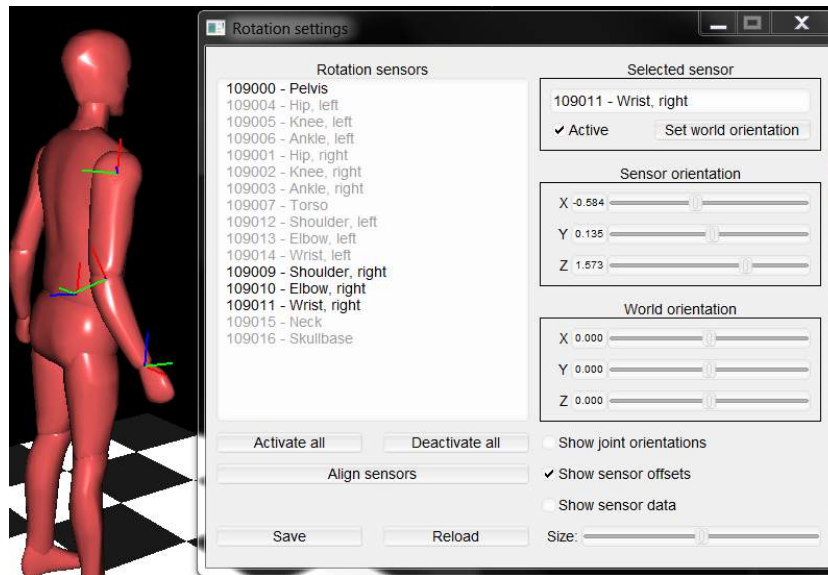 Rotation settings
Rotation sensors
109000 - Pelvis
109004 - Hip, left
109005 - Knee, left
109006 - Ankle, left
109001 - Hip, right
109002 - Knee, right
109003 - Ankle, right
109007 - Torso
109012 - Shoulder, left
109013 - Elbow, left
109014 - Wrist, left
109009 - Shoulder, right
109010 - Elbow, right
109011 - Wrist, right
109015 - Neck
109016 - Skullbase
Activate all
Deactivate all
Align sensors
Save
Reload
Selected sensor
109011 - Wrist, right
Active
Set world orientation
Sensor orientation
X -0.584
Y 0.135
Z 1.573
World orientation
X 0.000
Y 0.000
Z 0.000
Show joint orientations
Show sensor offsets
Show sensor data
Size: